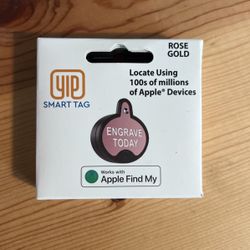 ROSE
GOLD
YIP
SMART TAG
Locate Using
100s of millions
of Apple® Devices
ENGRAVE
TODAY
Works with
Apple Find My